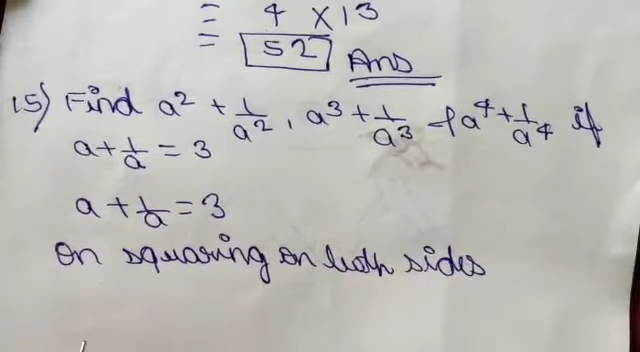 = 4 × 13
= 52 Ans
15) Find a² + 1/a², a³ + 1/a³ & a⁴ + 1/a⁴ if
a + 1/a = 3
a + 1/a = 3
On squaring on both sides